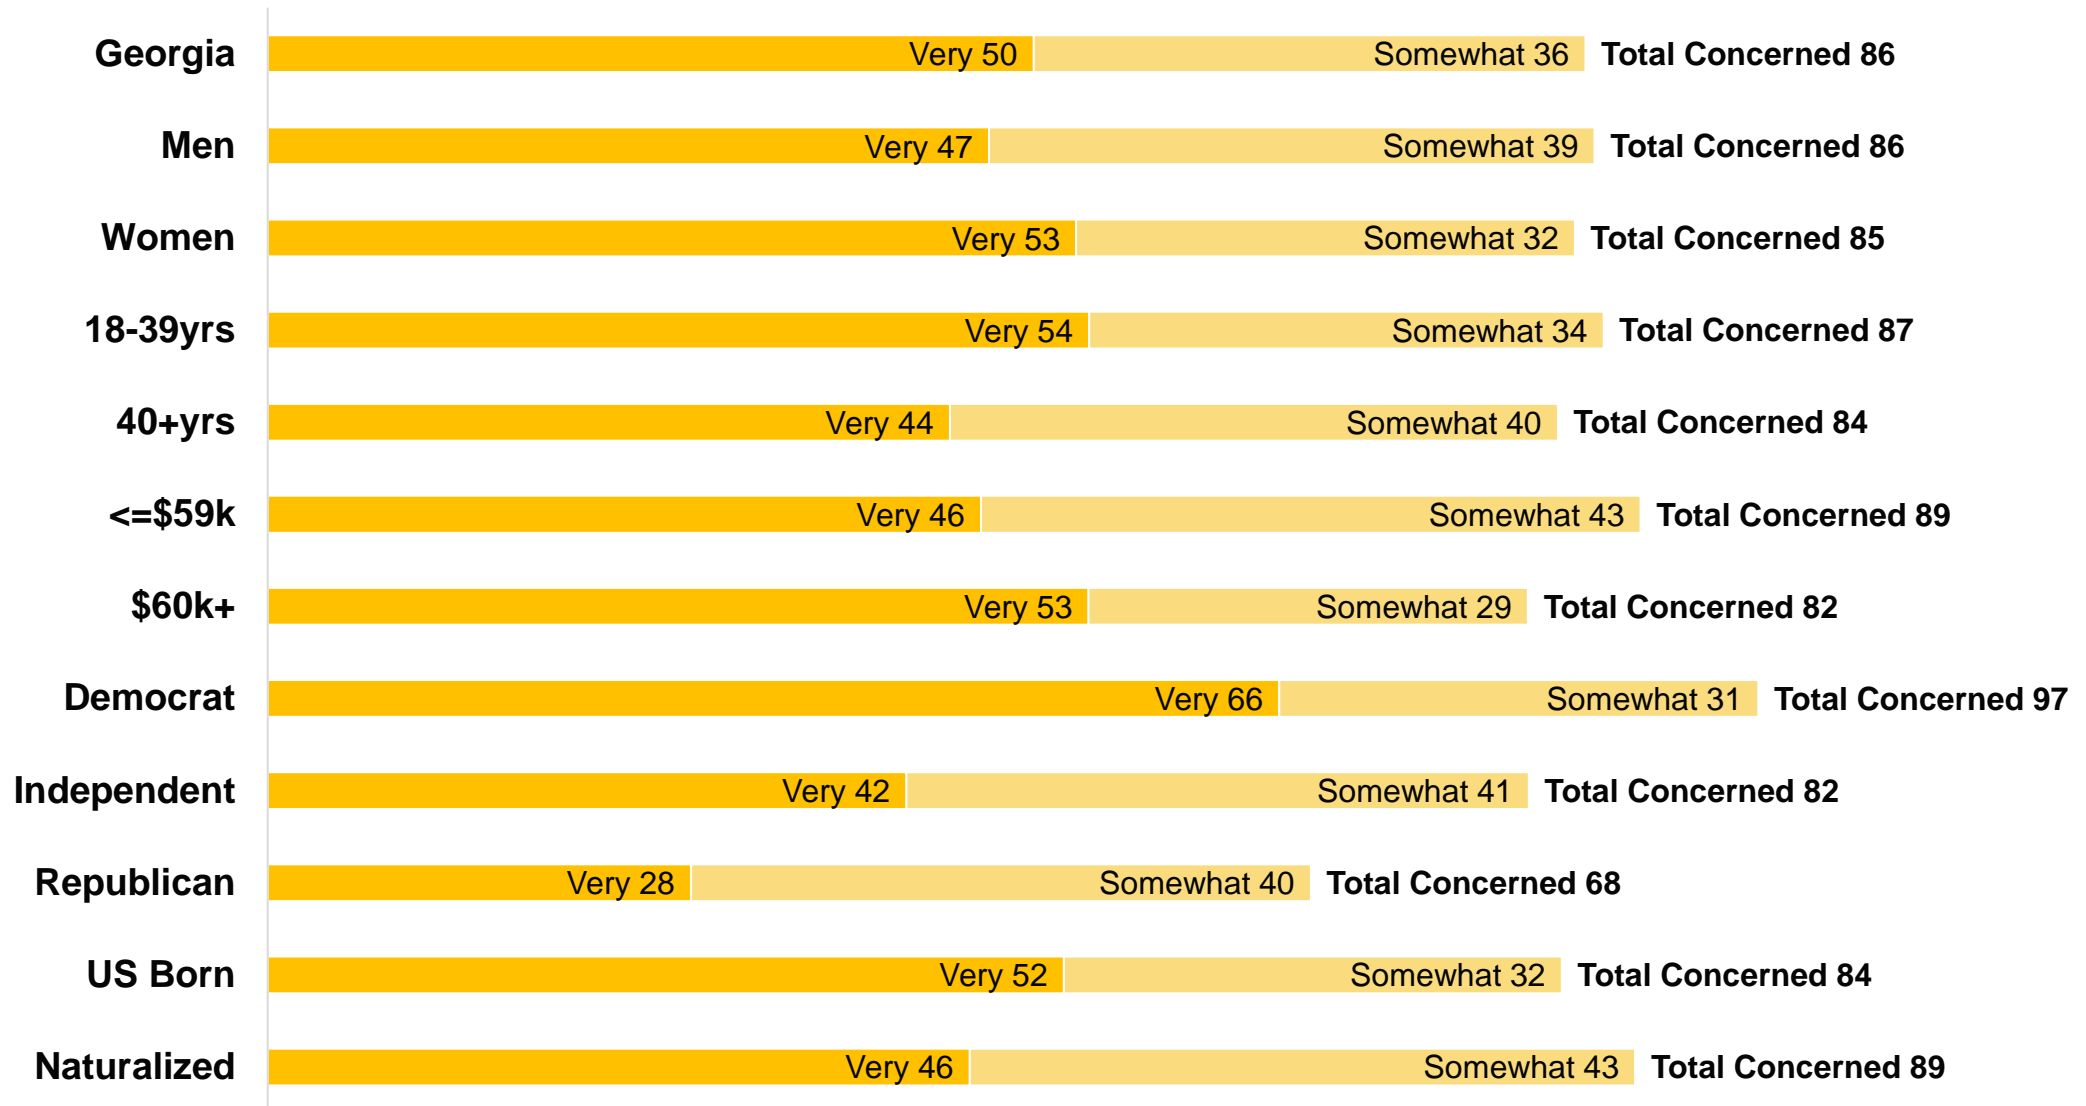 Georgia Very 50 Somewhat 36 Total Concerned 86
Men Very 47 Somewhat 39 Total Concerned 86
Women Very 53 Somewhat 32 Total Concerned 85
18-39yrs Very 54 Somewhat 34 Total Concerned 87
40+yrs Very 44 Somewhat 40 Total Concerned 84
<=$59k Very 46 Somewhat 43 Total Concerned 89
$60k+ Very 53 Somewhat 29 Total Concerned 82
Democrat Very 66 Somewhat 31 Total Concerned 97
Independent Very 42 Somewhat 41 Total Concerned 82
Republican Very 28 Somewhat 40 Total Concerned 68
US Born Very 52 Somewhat 32 Total Concerned 84
Naturalized Very 46 Somewhat 43 Total Concerned 89